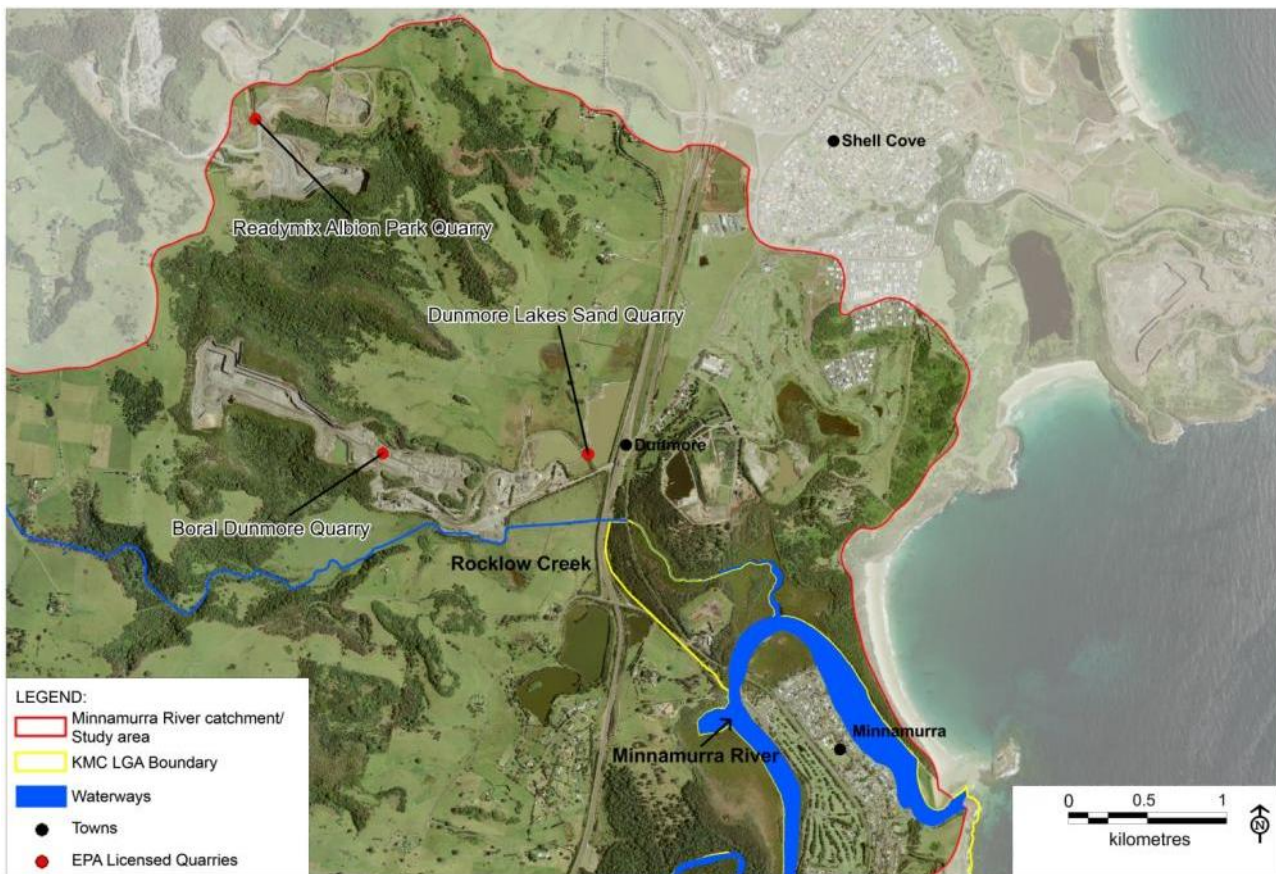 Shell Cove
Readymix Albion Park Quarry
Dunmore Lakes Sand Quarry
Dunmore
Boral Dunmore Quarry
Rocklow Creek
Minnamurra
Minnamurra River
LEGEND:
Minnamurra River catchment/
Study area
KMC LGA Boundary
Waterways
Towns
EPA Licensed Quarries
0 0.5 1
kilometres
N